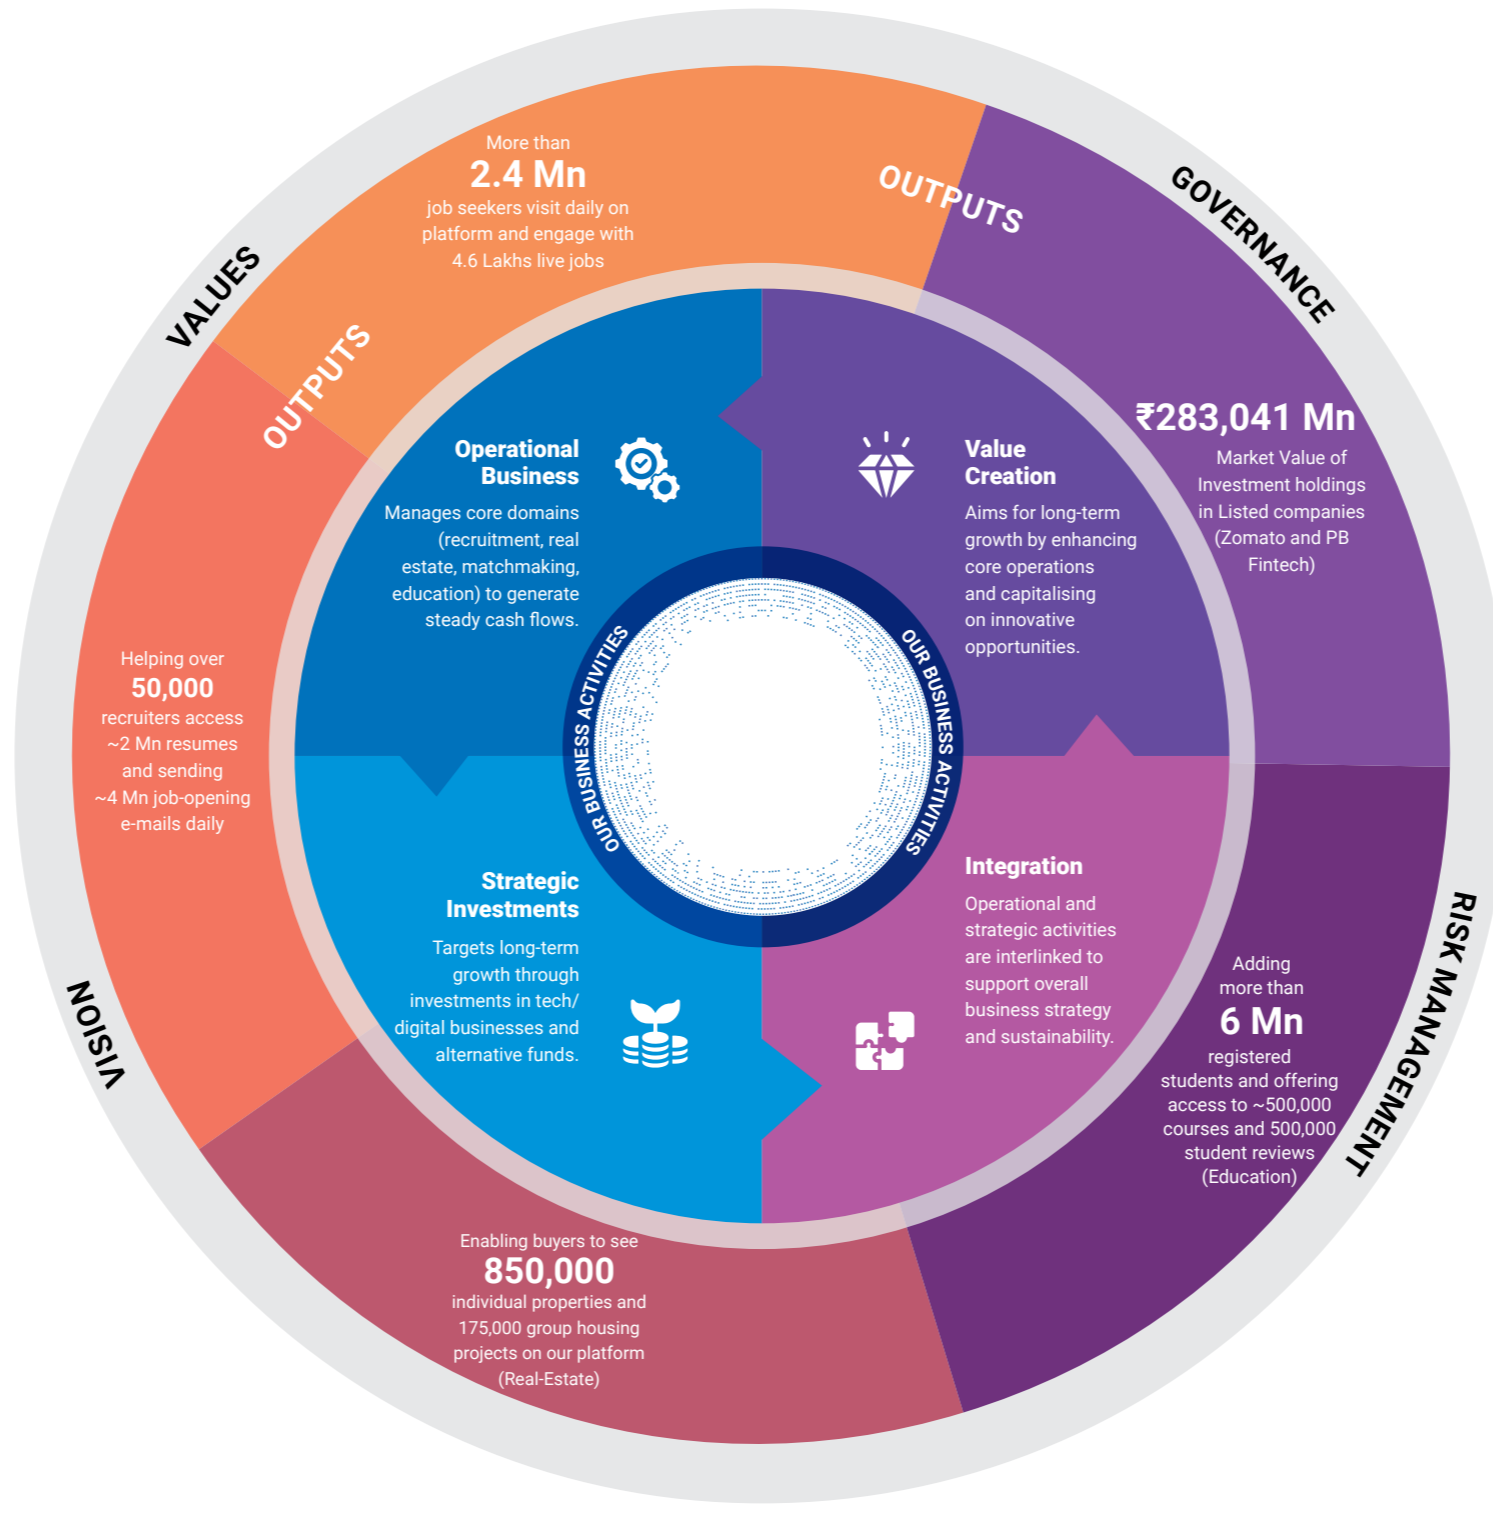 VALUES
GOVERNANCE
RISK MANAGEMENT
VISION
OUTPUTS
OUTPUTS
More than
2.4 Mn
job seekers visit daily on
platform and engage with
4.6 Lakhs live jobs
₹283,041 Mn
Market Value of
Investment holdings
in Listed companies
(Zomato and PB
Fintech)
Adding
more than
6 Mn
registered
students and offering
access to ~500,000
courses and 500,000
student reviews
(Education)
Enabling buyers to see
850,000
individual properties and
175,000 group housing
projects on our platform
(Real-Estate)
Helping over
50,000
recruiters access
~2 Mn resumes
and sending
~4 Mn job-opening
e-mails daily
Operational
Business
Manages core domains
(recruitment, real
estate, matchmaking,
education) to generate
steady cash flows.
Value
Creation
Aims for long-term
growth by enhancing
core operations
and capitalising
on innovative
opportunities.
Strategic
Investments
Targets long-term
growth through
investments in tech/
digital businesses and
alternative funds.
Integration
Operational and
strategic activities
are interlinked to
support overall
business strategy
and sustainability.
OUR BUSINESS ACTIVITIES
OUR BUSINESS ACTIVITIES